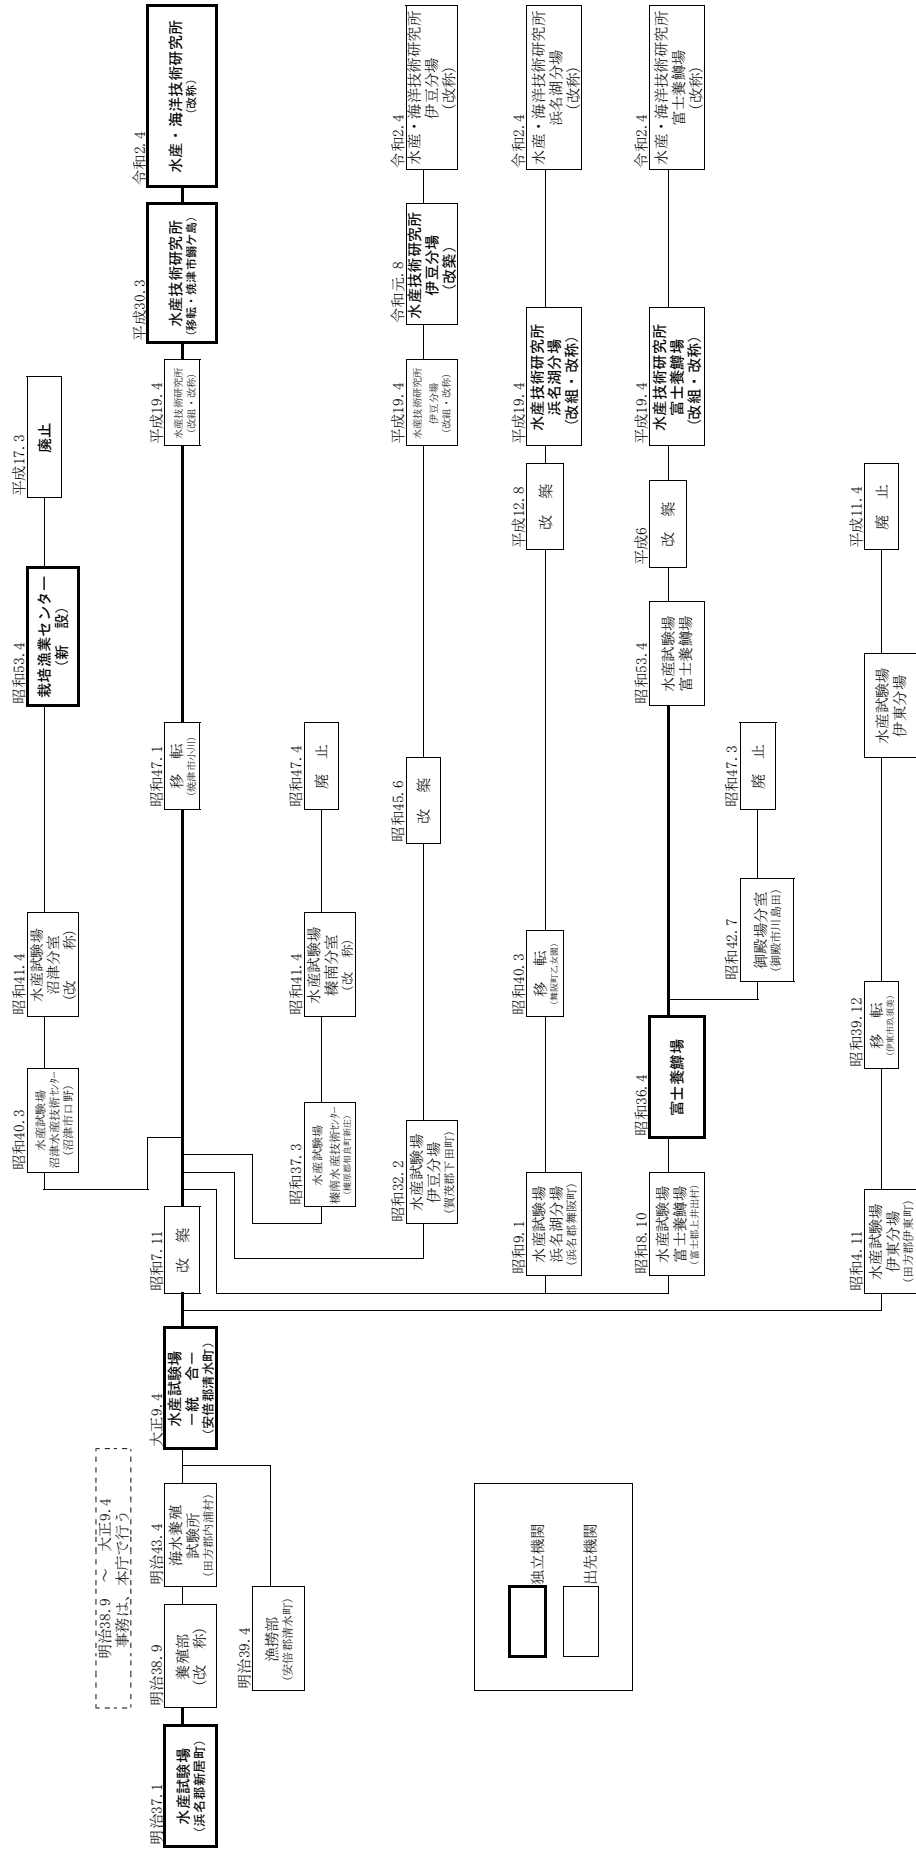 明治37.1
水産試験場
(浜名郡新居町)
明治38.9 ～ 大正9.4
事務は、本庁で行う
明治38.9
養殖部
(改 称)
明治43.4
海水養殖
試験所
(田方郡内浦村)
明治39.4
漁撈部
(安倍郡清水町)
大正9.4
水産試験場
－統 合－
(安倍郡清水町)
昭和7.11
改 築
昭和47.1
移 転
(焼津市小川)
平成19.4
水産技術研究所
(改組・改称)
平成30.3
水産技術研究所
(移転・焼津市鰯ケ島)
令和2.4
水産・海洋技術研究所
(改称)
昭和40.3
水産試験場
沼津水産技術センター
(沼津市口野)
昭和41.4
水産試験場
沼津分室
(改 称)
昭和53.4
栽培漁業センター
(新 設)
平成17.3
廃止
昭和37.3
水産試験場
榛南水産技術センター
(榛原郡相良町新庄)
昭和41.4
水産試験場
榛南分室
(改 称)
昭和47.4
廃 止
昭和32.2
水産試験場
伊豆分場
(賀茂郡下田町)
昭和45.6
改 築
平成19.4
水産技術研究所
伊豆分場
(改組・改称)
令和元.8
水産技術研究所
伊豆分場
(改築)
令和2.4
水産・海洋技術研究所
伊豆分場
(改称)
昭和9.1
水産試験場
浜名湖分場
(浜名郡舞阪町)
昭和40.3
移 転
(舞阪町乙女園)
平成12.8
改 築
平成19.4
水産技術研究所
浜名湖分場
(改組・改称)
令和2.4
水産・海洋技術研究所
浜名湖分場
(改称)
昭和8.10
水産試験場
富士養鱒場
(富士郡上井出村)
昭和36.4
富士養鱒場
昭和53.4
水産試験場
富士養鱒場
平成6
改 築
平成19.4
水産技術研究所
富士養鱒場
(改組・改称)
令和2.4
水産・海洋技術研究所
富士養鱒場
(改称)
昭和42.7
御殿場分室
(御殿場市川島田)
昭和47.3
廃 止
昭和4.11
水産試験場
伊東分場
(田方郡伊東町)
昭和39.12
移 転
(伊東市玖須美)
水産試験場
伊東分場
平成11.4
廃 止
独立機関
出先機関